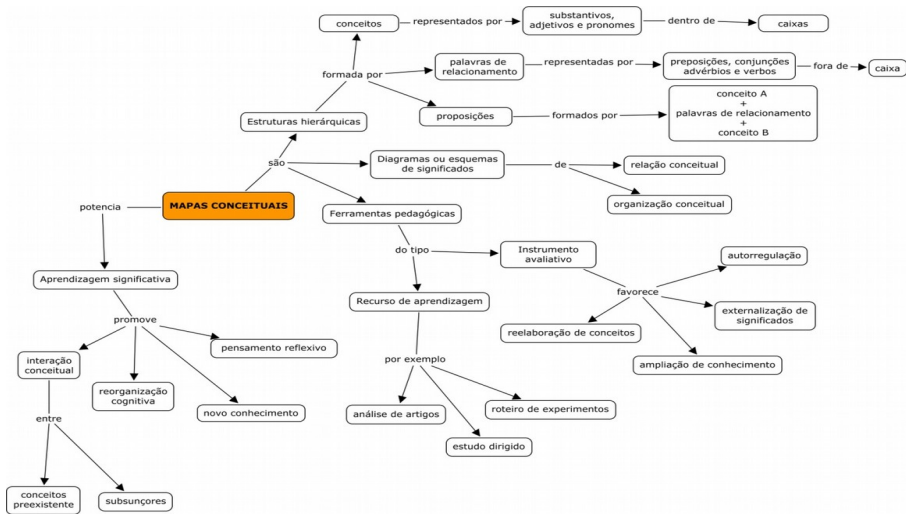 conceitos
representados por
substantivos,
adjetivos e pronomes
dentro de
caixas
formada por
palavras de
relacionamento
representadas por
preposições, conjunções
advérbios e verbos
fora de
caixa
Estruturas hierárquicas
proposições
formados por
conceito A
+
palavras de relacionamento
+
conceito B
são
Diagramas ou esquemas
de significados
de
relação conceitual
organização conceitual
MAPAS CONCEITUAIS
potencia
Ferramentas pedagógicas
do tipo
Instrumento
avaliativo
autorregulação
Aprendizagem significativa
Recurso de aprendizagem
favorece
externalização de
significados
reelaboração de conceitos
ampliação de conhecimento
promove
pensamento reflexivo
interação
conceitual
reorganização
cognitiva
novo conhecimento
por exemplo
análise de artigos
roteiro de experimentos
estudo dirigido
entre
conceitos
preexistente
subsunçores